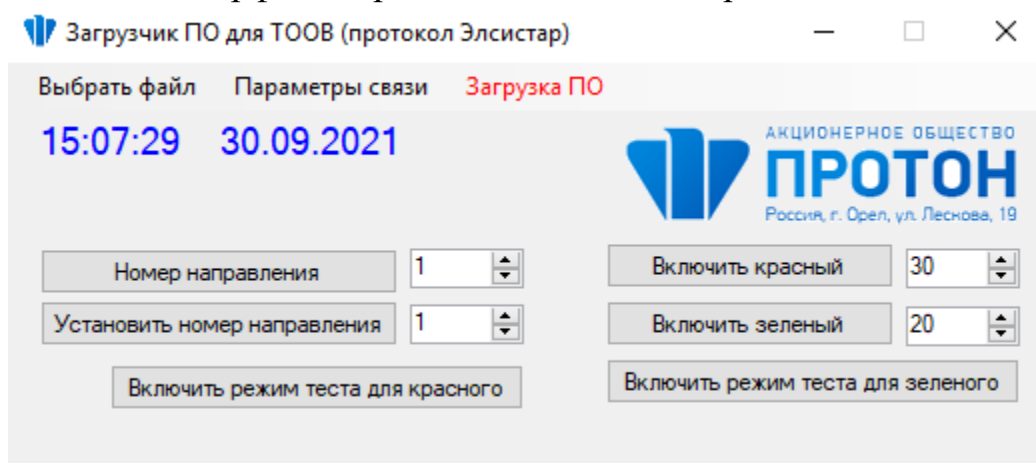 Загрузчик ПО для ТООВ (протокол Элсистар)
Выбрать файл Параметры связи Загрузка ПО
15:07:29 30.09.2021
АКЦИОНЕРНОЕ ОБЩЕСТВО
ПРОТОН
Россия, г. Орел, ул. Лескова, 19
Номер направления 1
Включить красный 30
Установить номер направления 1
Включить зеленый 20
Включить режим теста для красного
Включить режим теста для зеленого